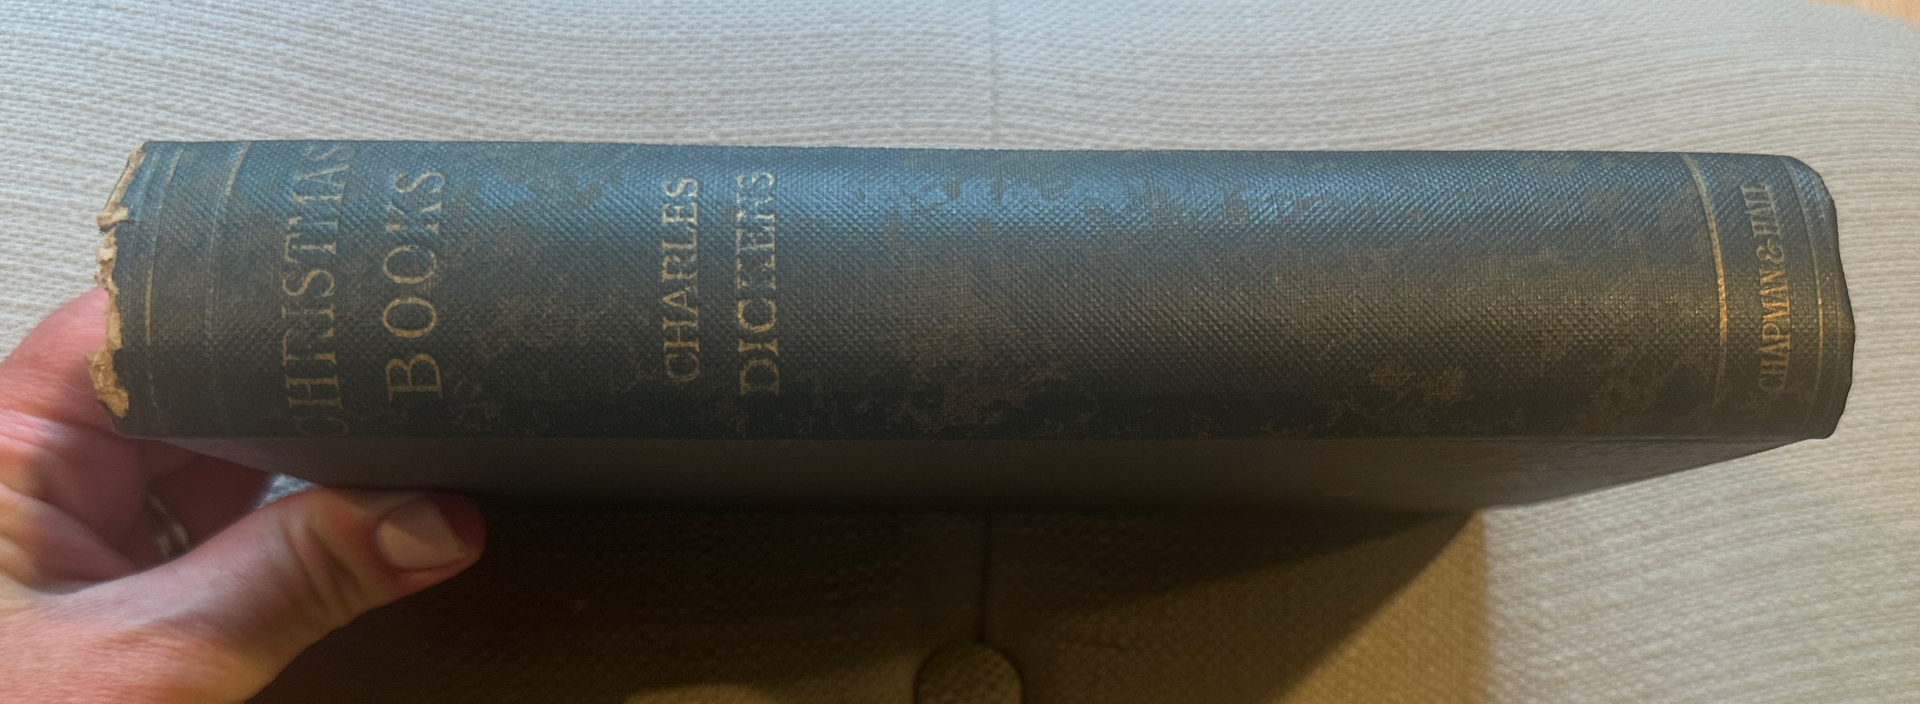 CHRISTMAS
BOOKS
CHARLES
DICKENS
CHAPMAN & HALL